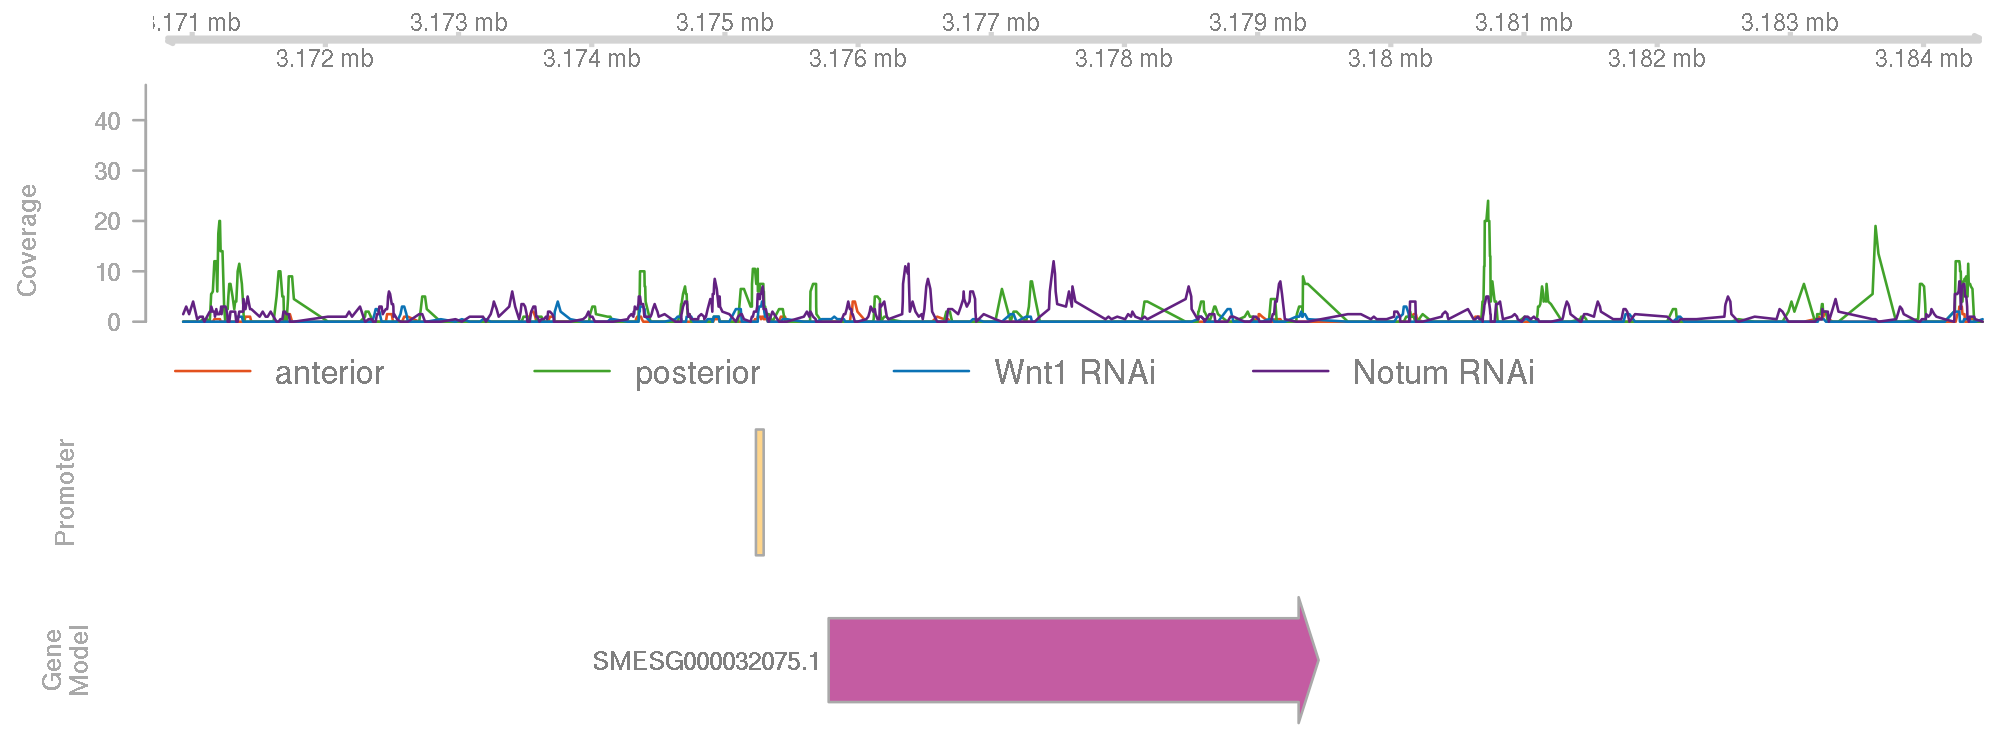 .171 mb 3.173 mb 3.175 mb 3.177 mb 3.179 mb 3.181 mb 3.183 mb
3.172 mb 3.174 mb 3.176 mb 3.178 mb 3.18 mb 3.182 mb 3.184 mb
Coverage
40
30
20
10
0
anterior posterior Wnt1 RNAi Notum RNAi
Promoter
Gene
Model
SMESG000032075.1